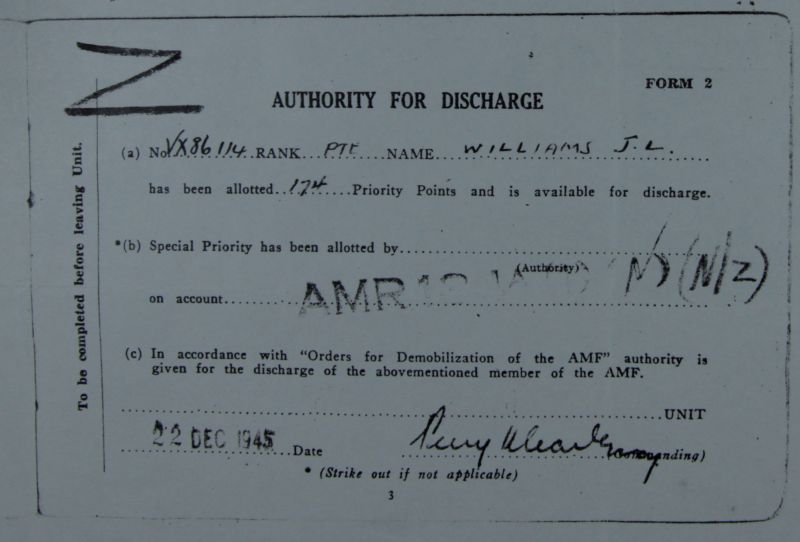 Z
FORM 2
AUTHORITY FOR DISCHARGE
To be completed before leaving Unit.
(a) No VX86114 RANK PTE NAME WILLIAMS J.L.
has been allotted 174 Priority Points and is available for discharge.
*(b) Special Priority has been allotted by
(Authority)
on account AMR (N) (N/Z)
(c) In accordance with "Orders for Demobilization of the AMF" authority is
given for the discharge of the abovementioned member of the AMF.
UNIT
22 DEC 1945 Date
* (Strike out if not applicable)
3